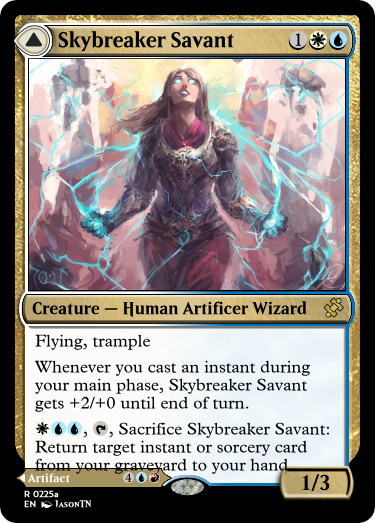 Skybreaker Savant 1
Creature — Human Artificer Wizard
Flying, trample
Whenever you cast an instant during
your main phase, Skybreaker Savant
gets +2/+0 until end of turn.
, , Sacrifice Skybreaker Savant:
Return target instant or sorcery card
from your graveyard to your hand
Artifact 4
1/3
R 0225a
EN JASONTN